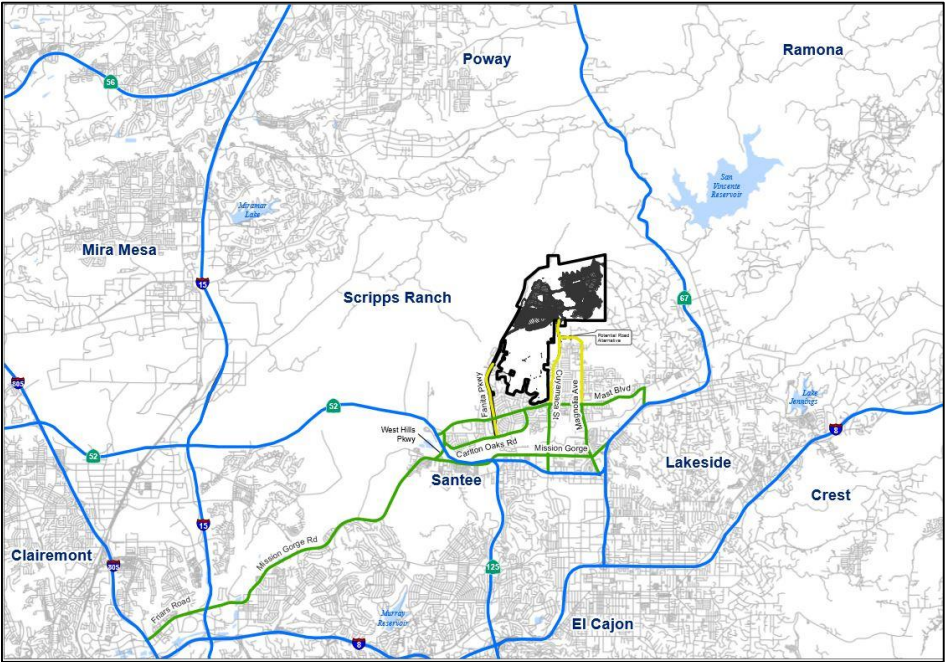 Poway
Ramona
56
San
Vincente
Reservoir
Miramar
Lake
Mira Mesa
15
Scripps Ranch
67
Potential Road
Alternative
805
Fanita Pkwy
Cuyamaca St
Magnolia Ave
Mast Blvd
Lake
Jennings
52
West Hills
Pkwy
8
52
Carlton Oaks Rd
Mission Gorge
Santee
Lakeside
Crest
15
Mission Gorge Rd
Clairemont
805
125
Friars Road
Murray
Reservoir
El Cajon
8